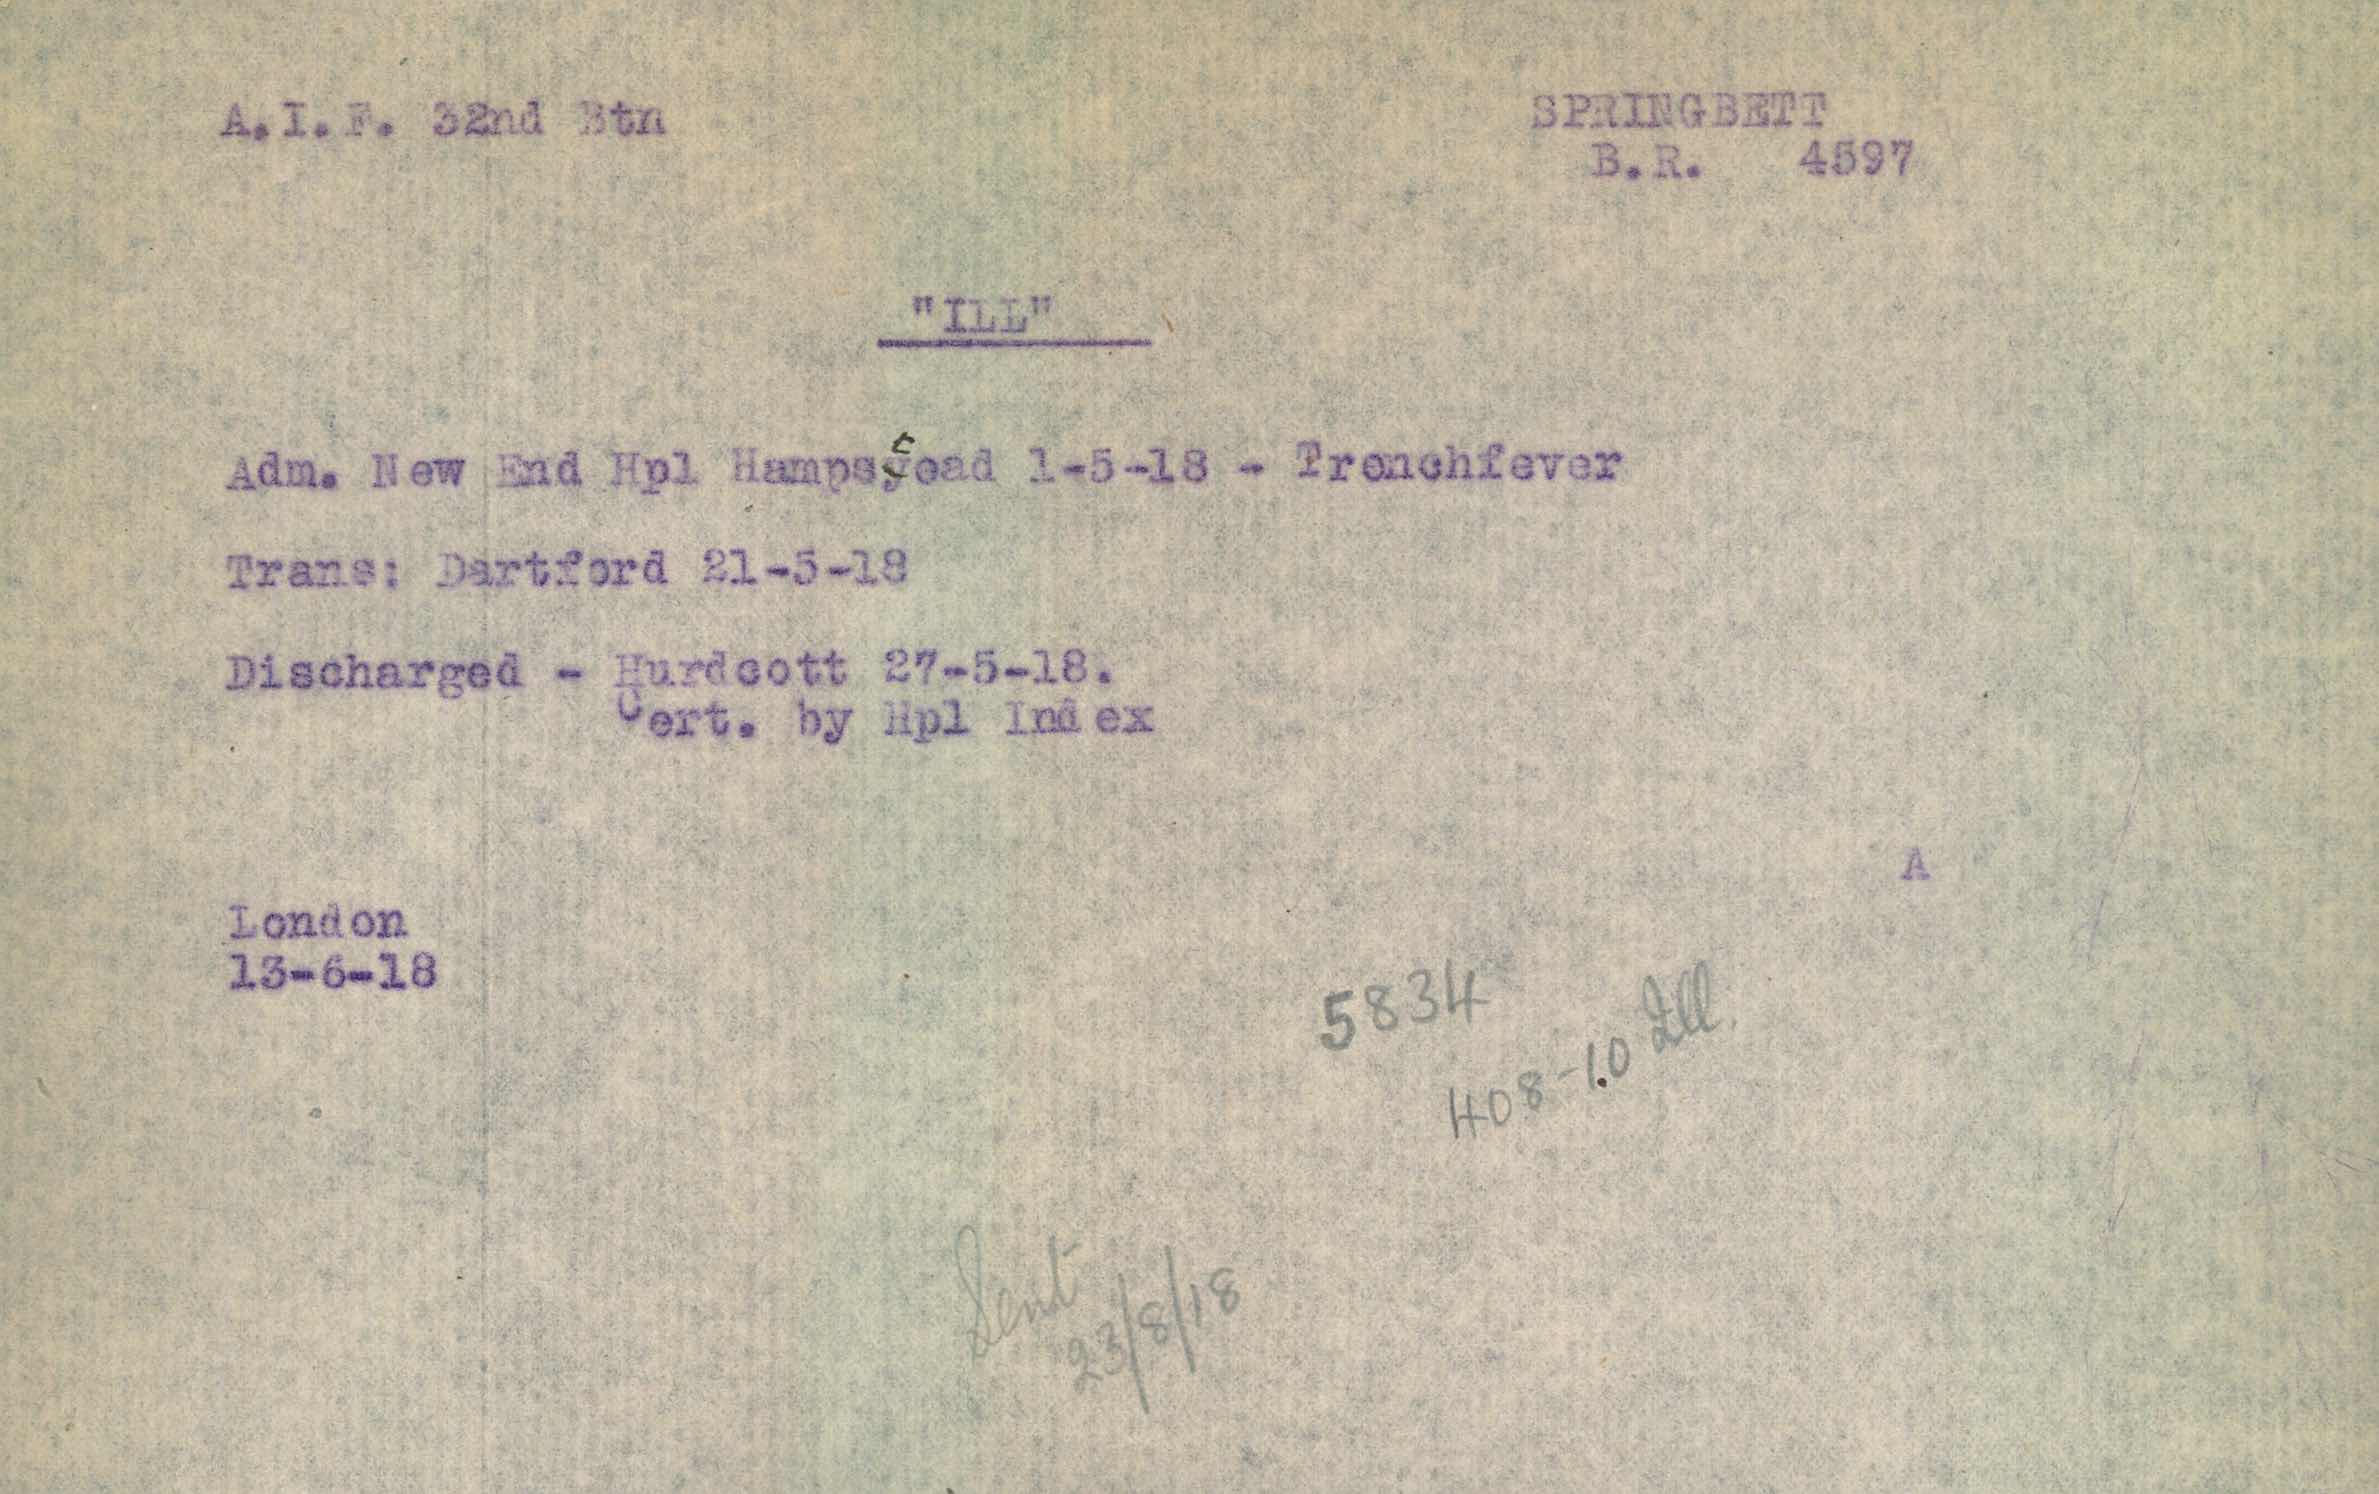 A.I.F. 32nd Btn
SPRINGBETT
B.R. 4597
"ILL"
Adm. New End Hpl Hampstead 1-5-18 - Trenchfever
Trans: Dartford 21-5-18
Discharged - Hurdcott 27-5-18.
Cert. by Hpl Index
A
London
13-6-18
5834
408-10 Ill.
Sent
23/8/18